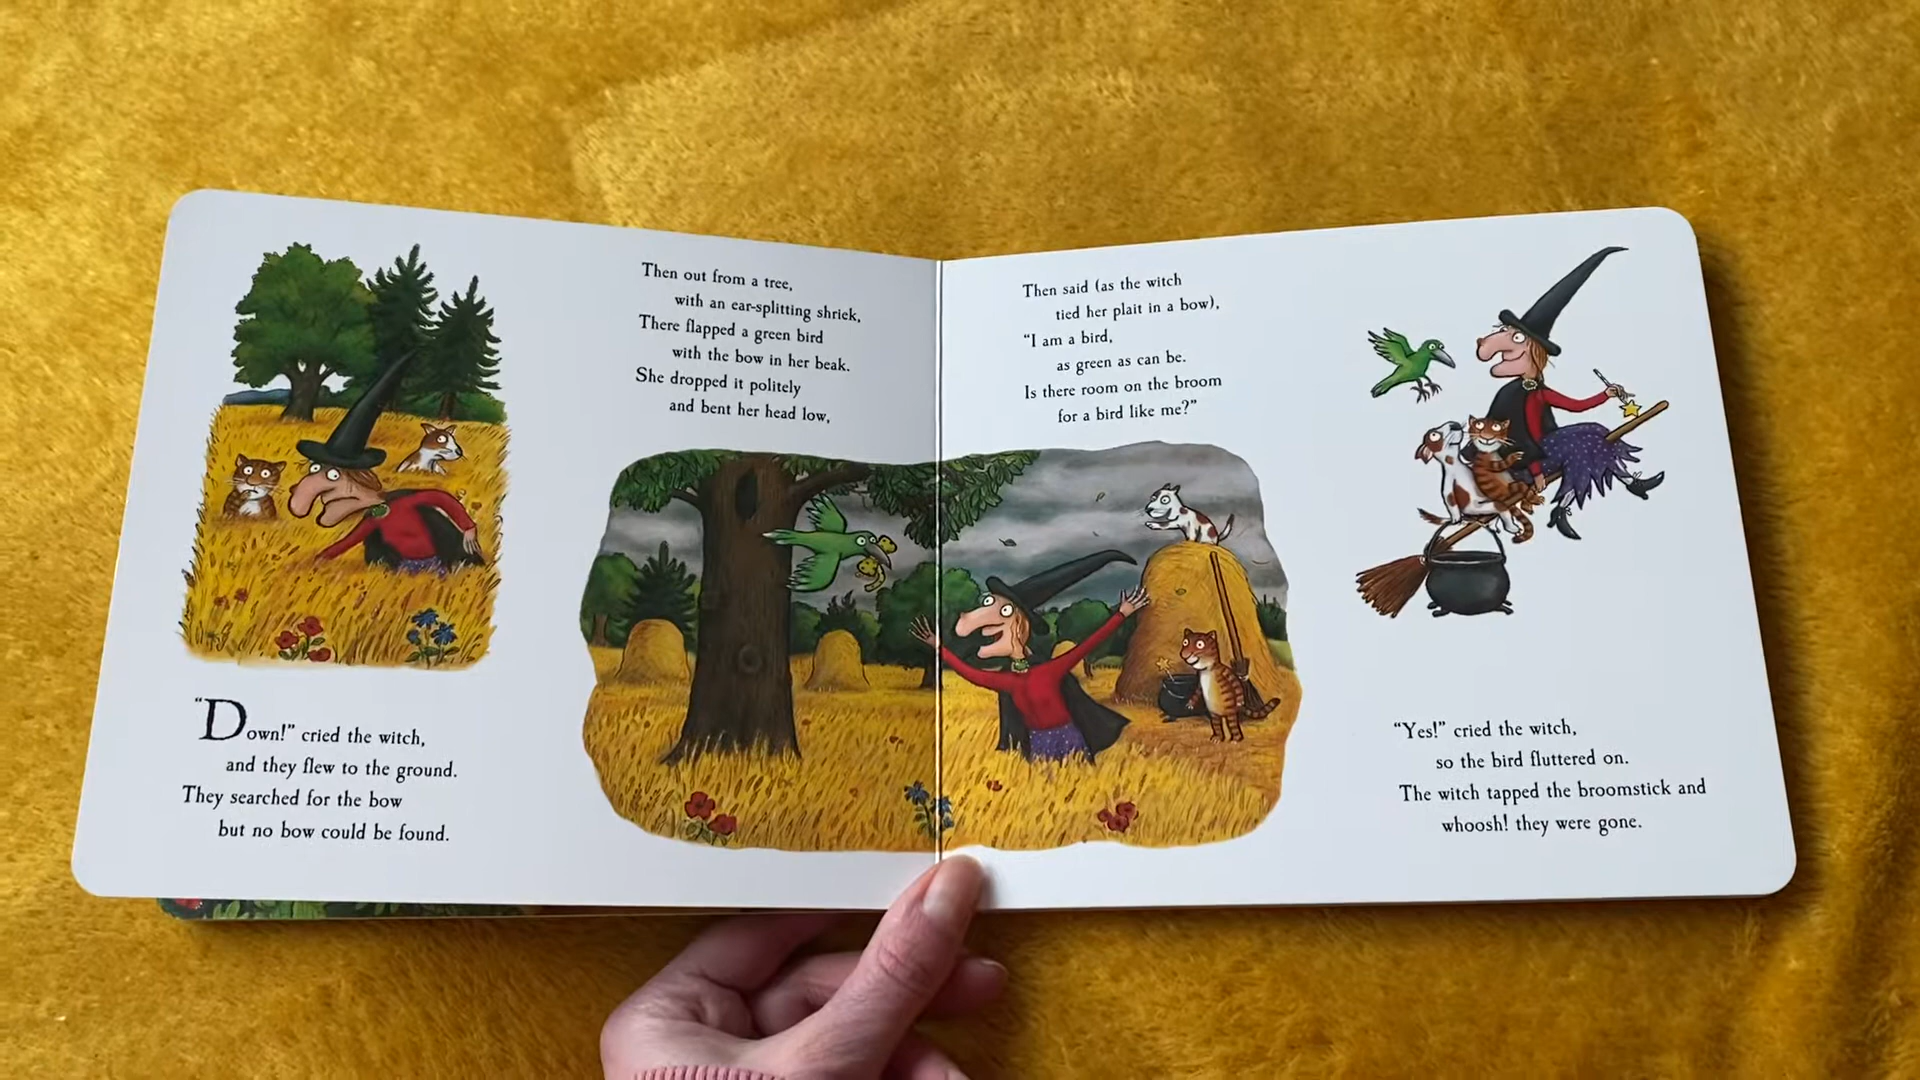 "Down!" cried the witch,
and they flew to the ground.
They searched for the bow
but no bow could be found.
Then out from a tree,
with an ear-splitting shriek,
There flapped a green bird
with the bow in her beak.
She dropped it politely
and bent her head low,
Then said (as the witch
tied her plait in a bow),
"I am a bird,
as green as can be.
Is there room on the broom
for a bird like me?"
"Yes!" cried the witch,
so the bird fluttered on.
The witch tapped the broomstick and
whoosh! they were gone.